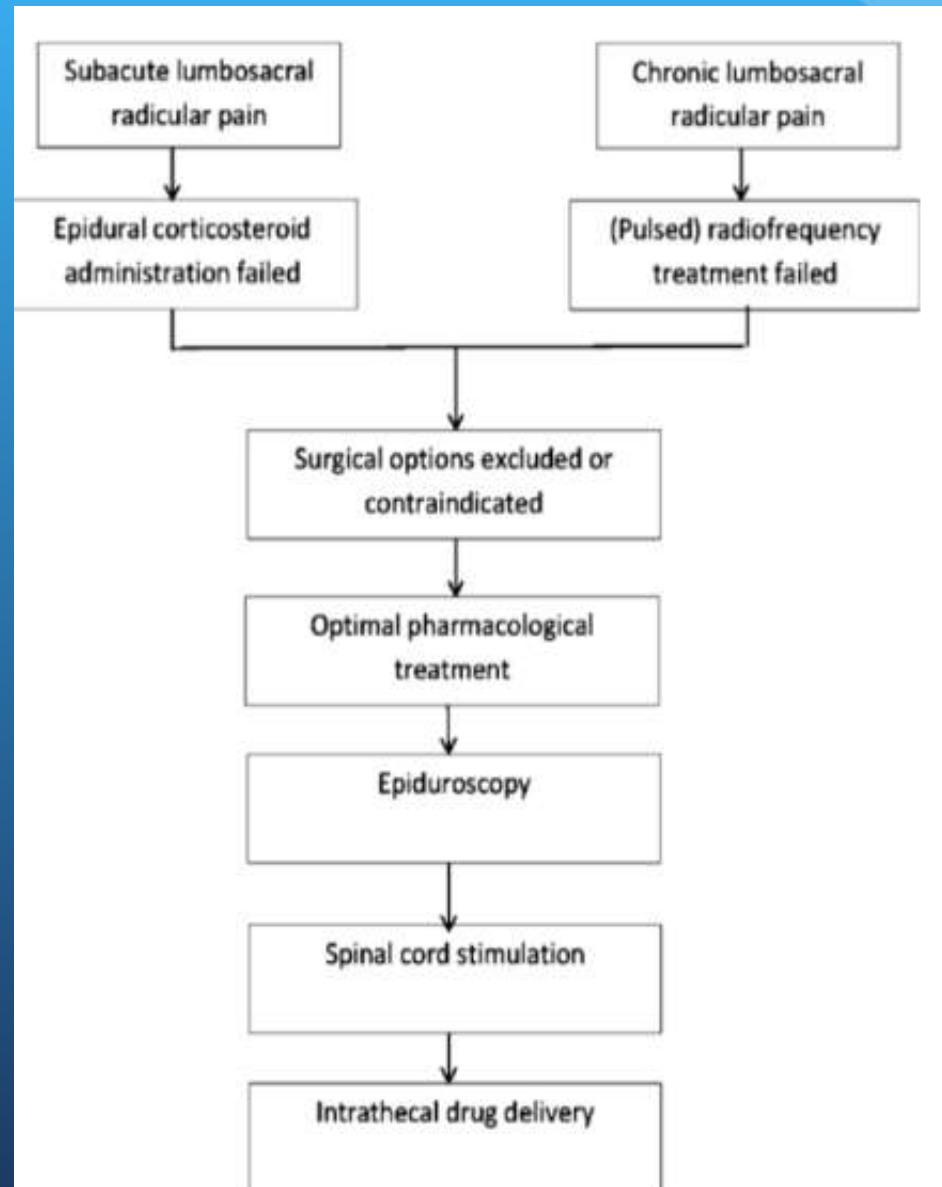 Subacute lumbosacral
radicular pain
Chronic lumbosacral
radicular pain
Epidural corticosteroid
administration failed
(Pulsed) radiofrequency
treatment failed
Surgical options excluded or
contraindicated
Optimal pharmacological
treatment
Epiduroscopy
Spinal cord stimulation
Intrathecal drug delivery